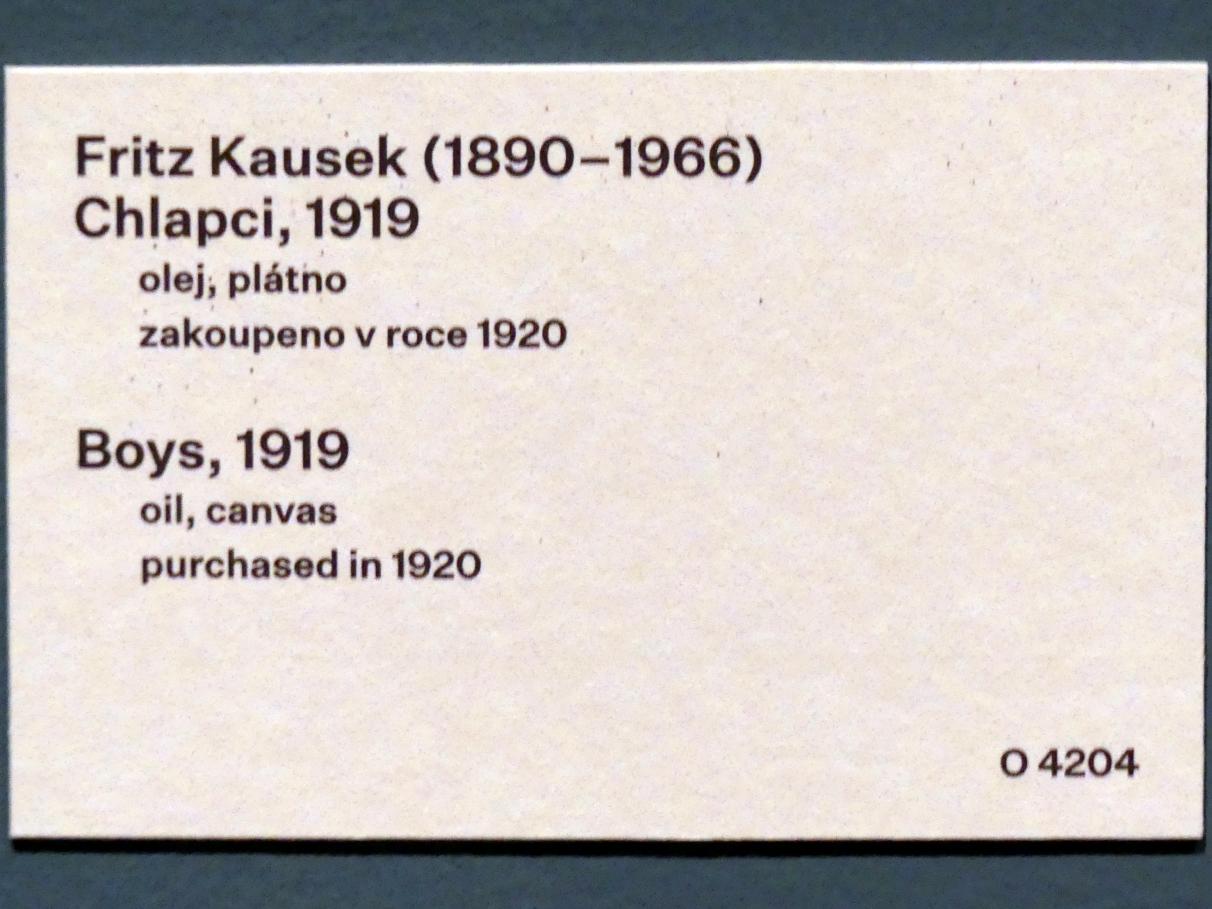 Fritz Kausek (1890–1966)
Chlapci, 1919
olej, plátno
zakoupeno v roce 1920
Boys, 1919
oil, canvas
purchased in 1920
O 4204